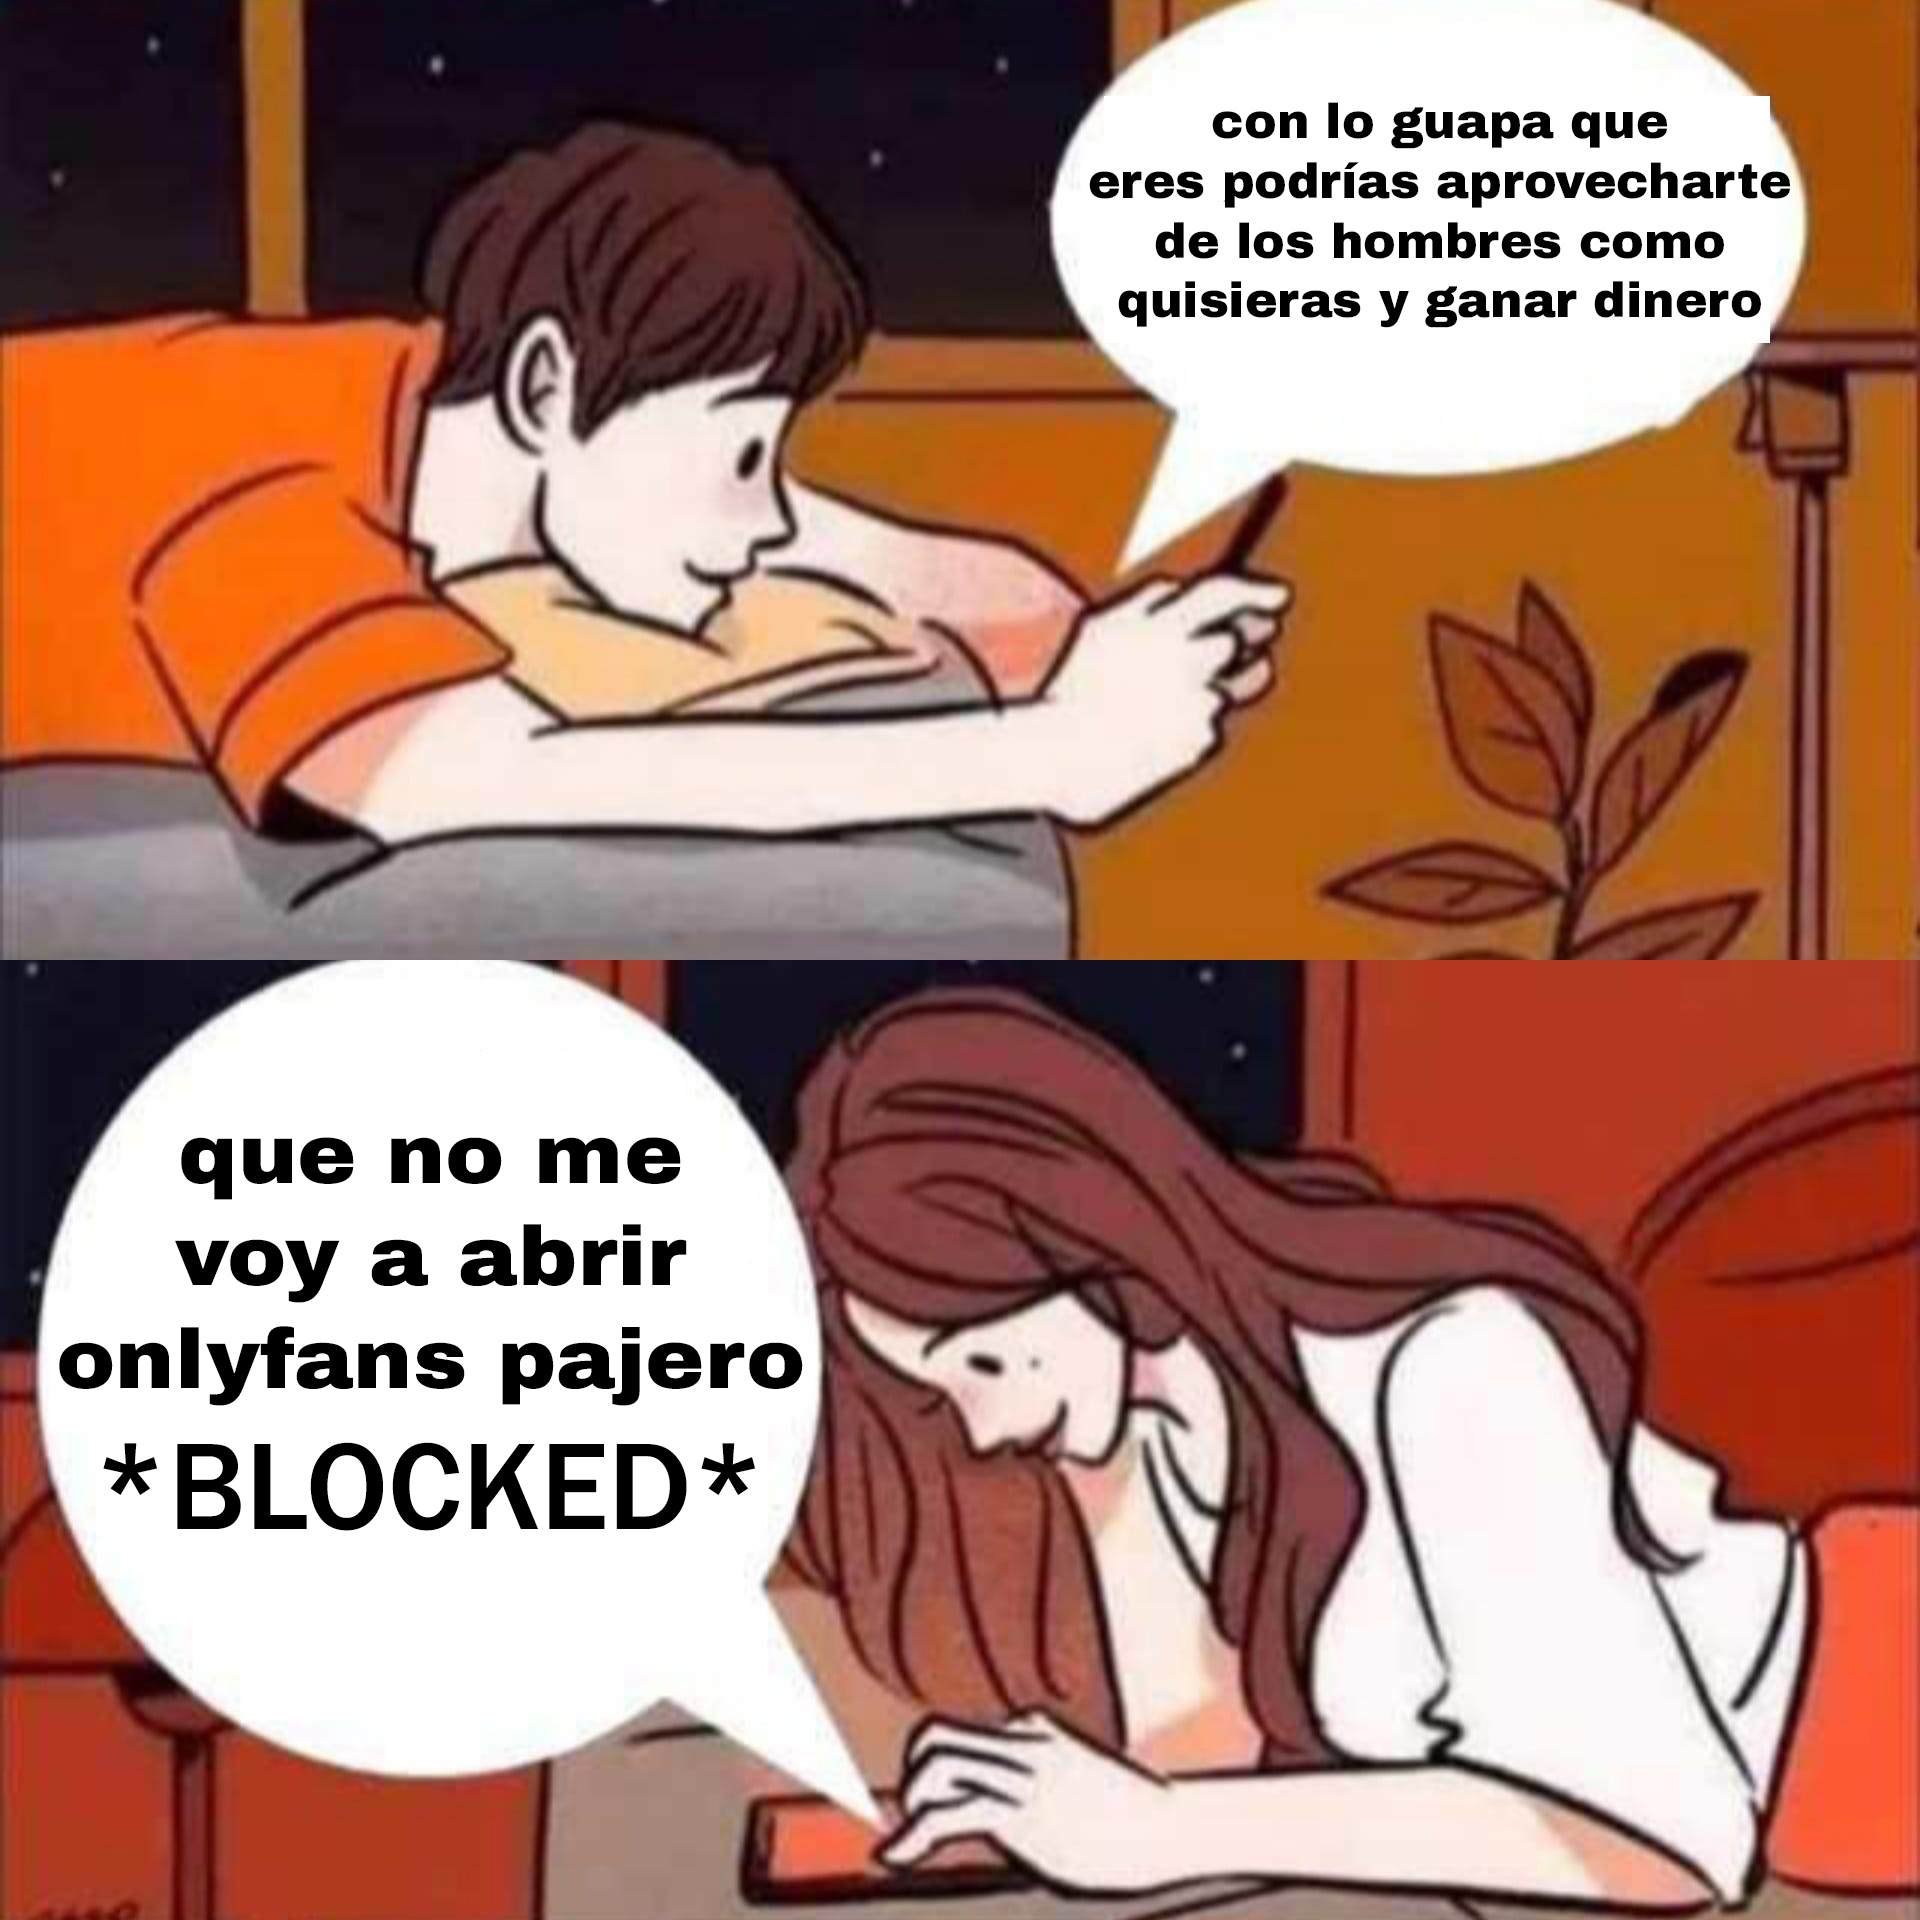 con lo guapa que
eres podrías aprovecharte
de los hombres como
quisieras y ganar dinero
que no me
voy a abrir
onlyfans pajero
*BLOCKED*